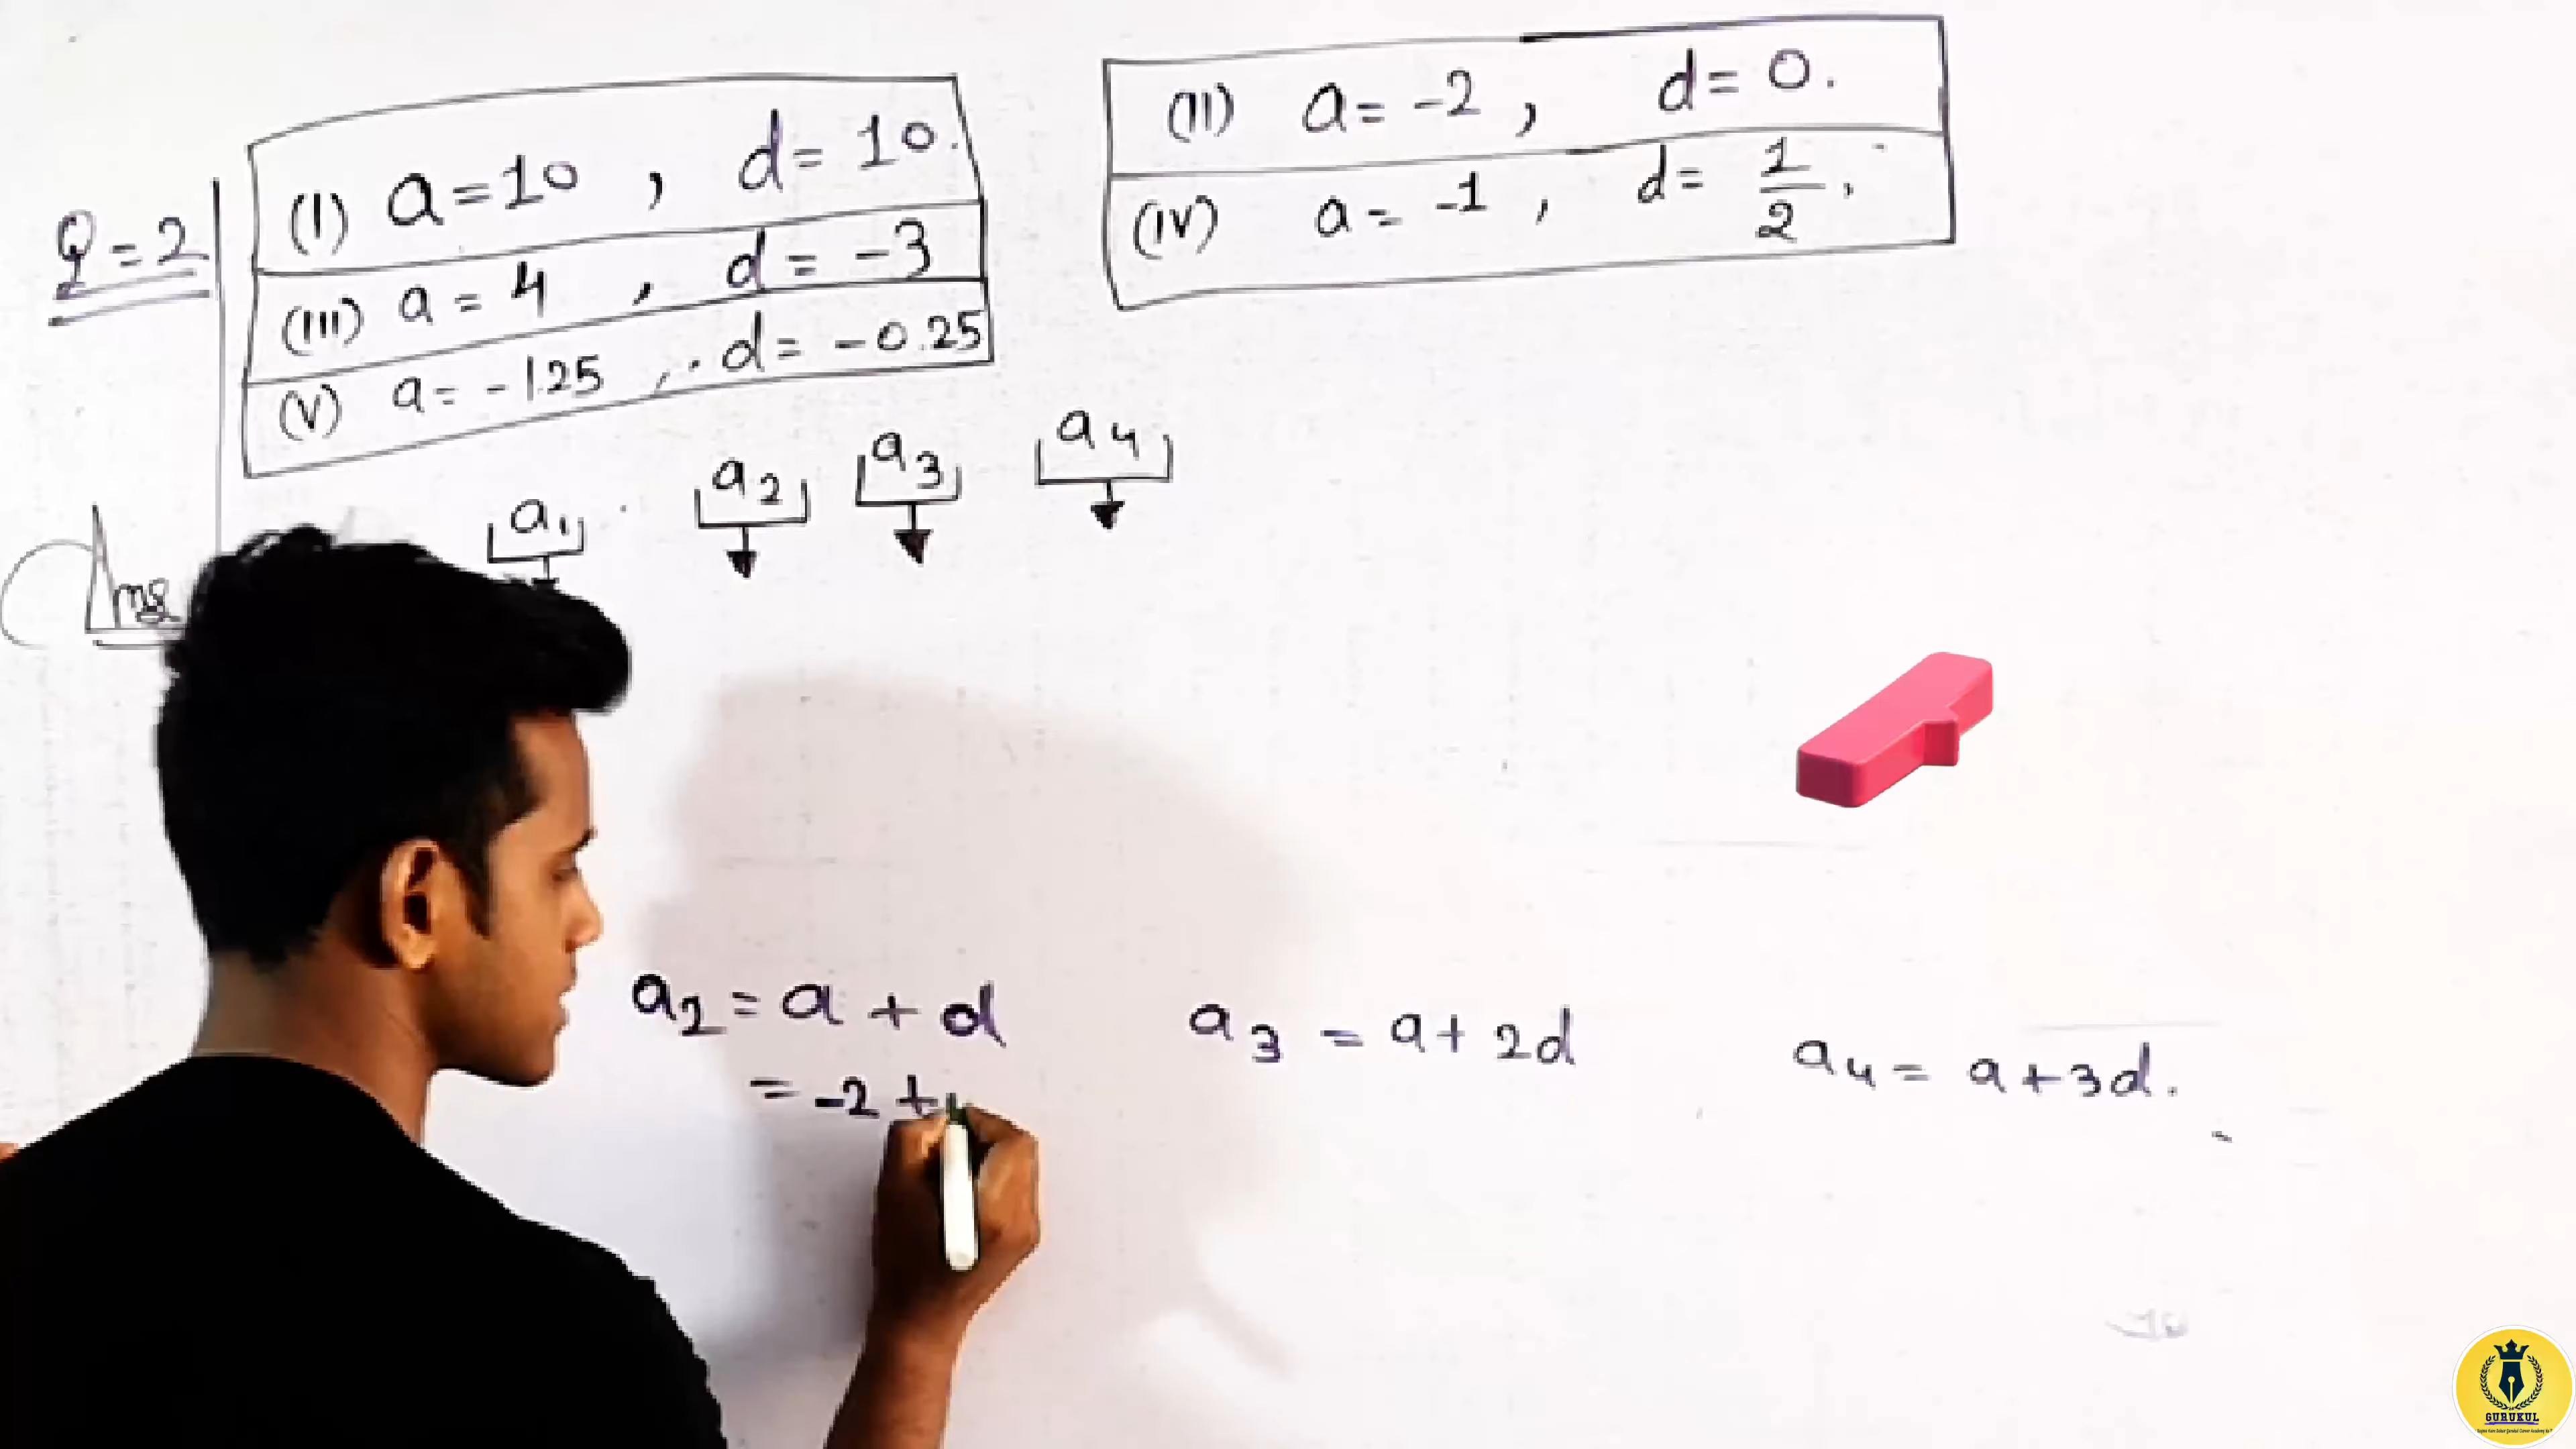 Q=2
(I) a=10 , d=10.
(III) a=4 , d=-3
(V) a=-1.25 , d=-0.25
(II) a=-2 , d=0.
(IV) a=-1 , d=1/2 .
Ans
a1 a2 a3 a4
a2=a+d
=-2+
a3=a+2d
a4=a+3d.
GURUKUL